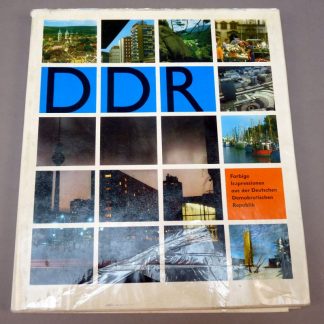 DDR
Farbige
Impressionen
aus der Deutschen
Demokratischen
Republik